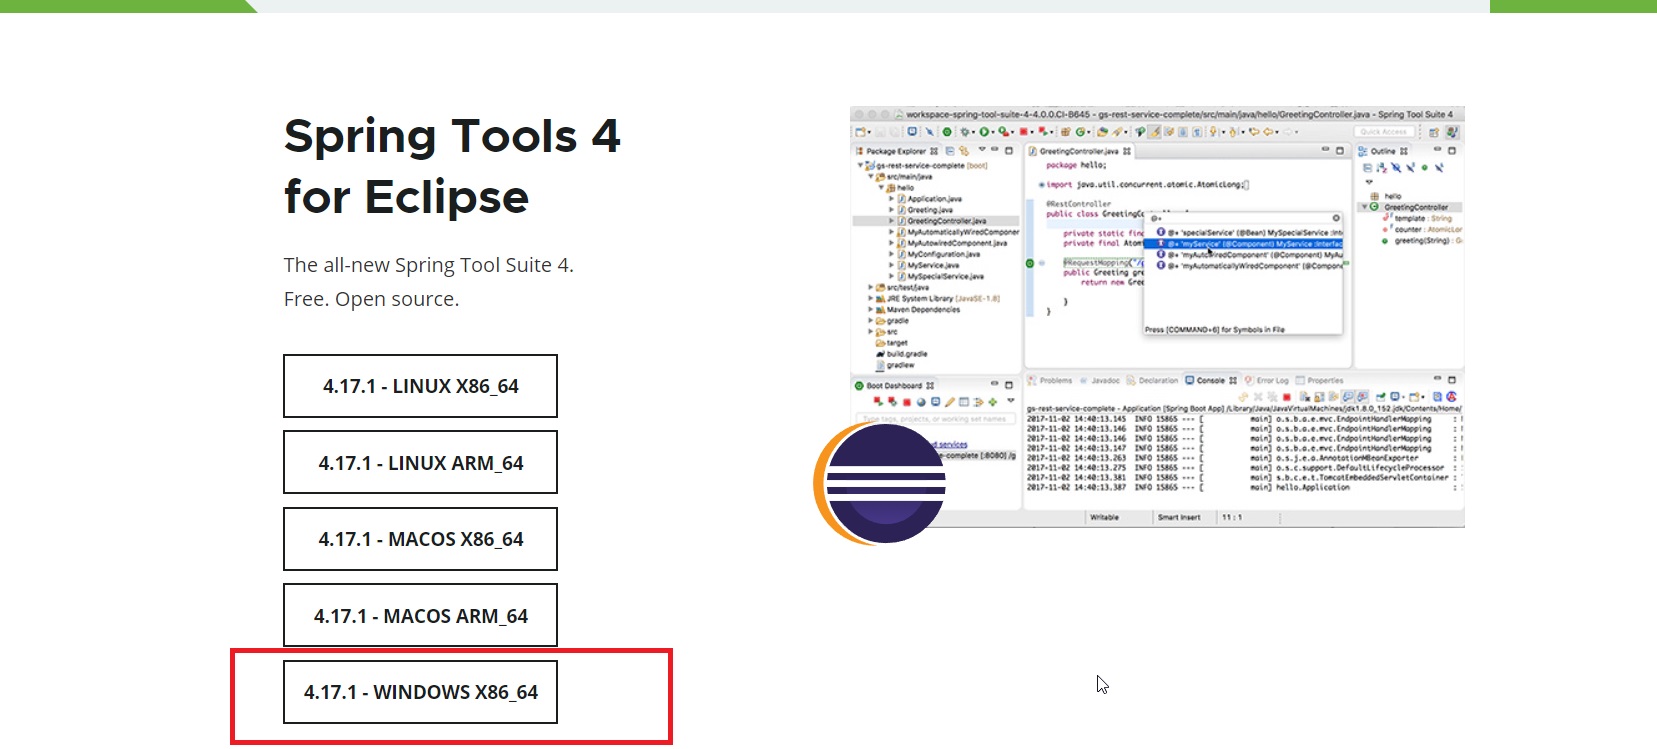 Spring Tools 4
for Eclipse
The all-new Spring Tool Suite 4.
Free. Open source.
4.17.1 - LINUX X86_64
4.17.1 - LINUX ARM_64
4.17.1 - MACOS X86_64
4.17.1 - MACOS ARM_64
4.17.1 - WINDOWS X86_64
workspace-spring-tool-suite-4-4.0.0.CI-B645 - gs-rest-service-complete/src/main/java/hello/GreetingController.java - Spring Tool Suite 4
Quick Access
Package Explorer
gs-rest-service-complete [boot]
src/main/java
hello
Application.java
Greeting.java
GreetingController.java
MyAutomaticallyWiredComponer
MyAutowiredComponent.java
MyConfiguration.java
MyService.java
MySpecialService.java
src/test/java
JRE System Library [JavaSE-1.8]
Maven Dependencies
gradle
src
target
build.gradle
gradlew
GreetingController.java
package hello;
import java.util.concurrent.atomic.AtomicLong;
@RestController
public class GreetingCo
private static fina
private final Atom
@RequestMapping("/g
public Greeting gre
return new Gree
}
}
@+
@+ 'specialService' (@Bean) MySpecialService :Inte
@+ 'myService' (@Component) MyService :Interfac
@+ 'myAutowiredComponent' (@Component) MyAu
@+ 'myAutomaticallyWiredComponent' (@Compone
Press [COMMAND+6] for Symbols in File
Outline
hello
GreetingController
template : String
counter : AtomicLor
greeting(String) : G
Boot Dashboard
Type tags, projects, or working set names
d services
e-complete [:8080] /g
Problems
Javadoc
Declaration
Console
Error Log
Properties
gs-rest-service-complete - Application [Spring Boot App] /Library/Java/JavaVirtualMachines/jdk1.8.0_152.jdk/Contents/Home/
2017-11-02 14:40:13.145 INFO 15865 --- [ main] o.s.b.a.e.mvc.EndpointHandlerMapping :
2017-11-02 14:40:13.146 INFO 15865 --- [ main] o.s.b.a.e.mvc.EndpointHandlerMapping :
2017-11-02 14:40:13.146 INFO 15865 --- [ main] o.s.b.a.e.mvc.EndpointHandlerMapping :
2017-11-02 14:40:13.147 INFO 15865 --- [ main] o.s.b.a.e.mvc.EndpointHandlerMapping :
2017-11-02 14:40:13.263 INFO 15865 --- [ main] o.s.j.e.a.AnnotationMBeanExporter :
2017-11-02 14:40:13.275 INFO 15865 --- [ main] o.s.c.support.DefaultLifecycleProcessor :
2017-11-02 14:40:13.381 INFO 15865 --- [ main] s.b.c.e.t.TomcatEmbeddedServletContainer :
2017-11-02 14:40:13.387 INFO 15865 --- [ main] hello.Application :
Writable
Smart Insert
11 : 1